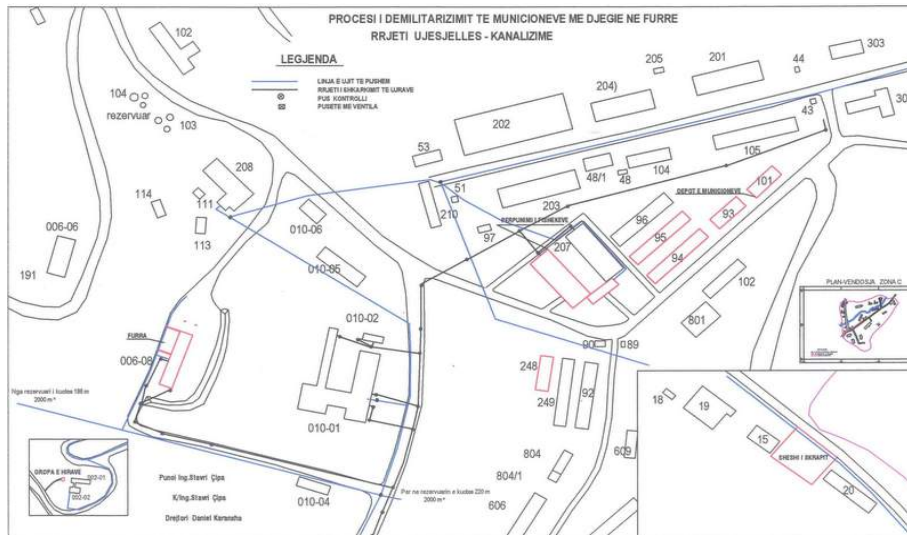 PROCESI I DEMILITARIZIMIT TE MUNICIONEVE ME DJEGIE NE FURRE
RRJETI UJESJELLES - KANALIZIME
LEGJENDA
LINJA E UJIT TE PIJSHEM
RRJETI I SHKARKIMIT TE UJRAVE
PUS KONTROLLI
PUSETE ME VENTILA
102
104
rezervuar
103
208
114
111
113
006-06
191
53
202
204)
205
201
44
303
30
43
105
104
48
48/1
203
51
210
97
DEPOT E MUNICIONEVE
101
93
96
95
94
PERPUNIMI I FISHEKEVE
207
102
801
010-06
010-05
010-02
010-01
010-04
FURRA
006-08
90
89
248
249
92
804
804/1
606
609
PLAN-VENDOSJA ZONA C
Nga rezervuari i kuotes 198 m
2000 m³
GROPA E HIRAVE
002-01
002-02
Punoi Ing.Stavri Çipa
K/Ing.Stavri Çipa
Drejtori Daniel Karanxha
Per ne rezervuarin e kuotes 220 m
2000 m³
18
19
15
SHESHI I SKRAPIT
20